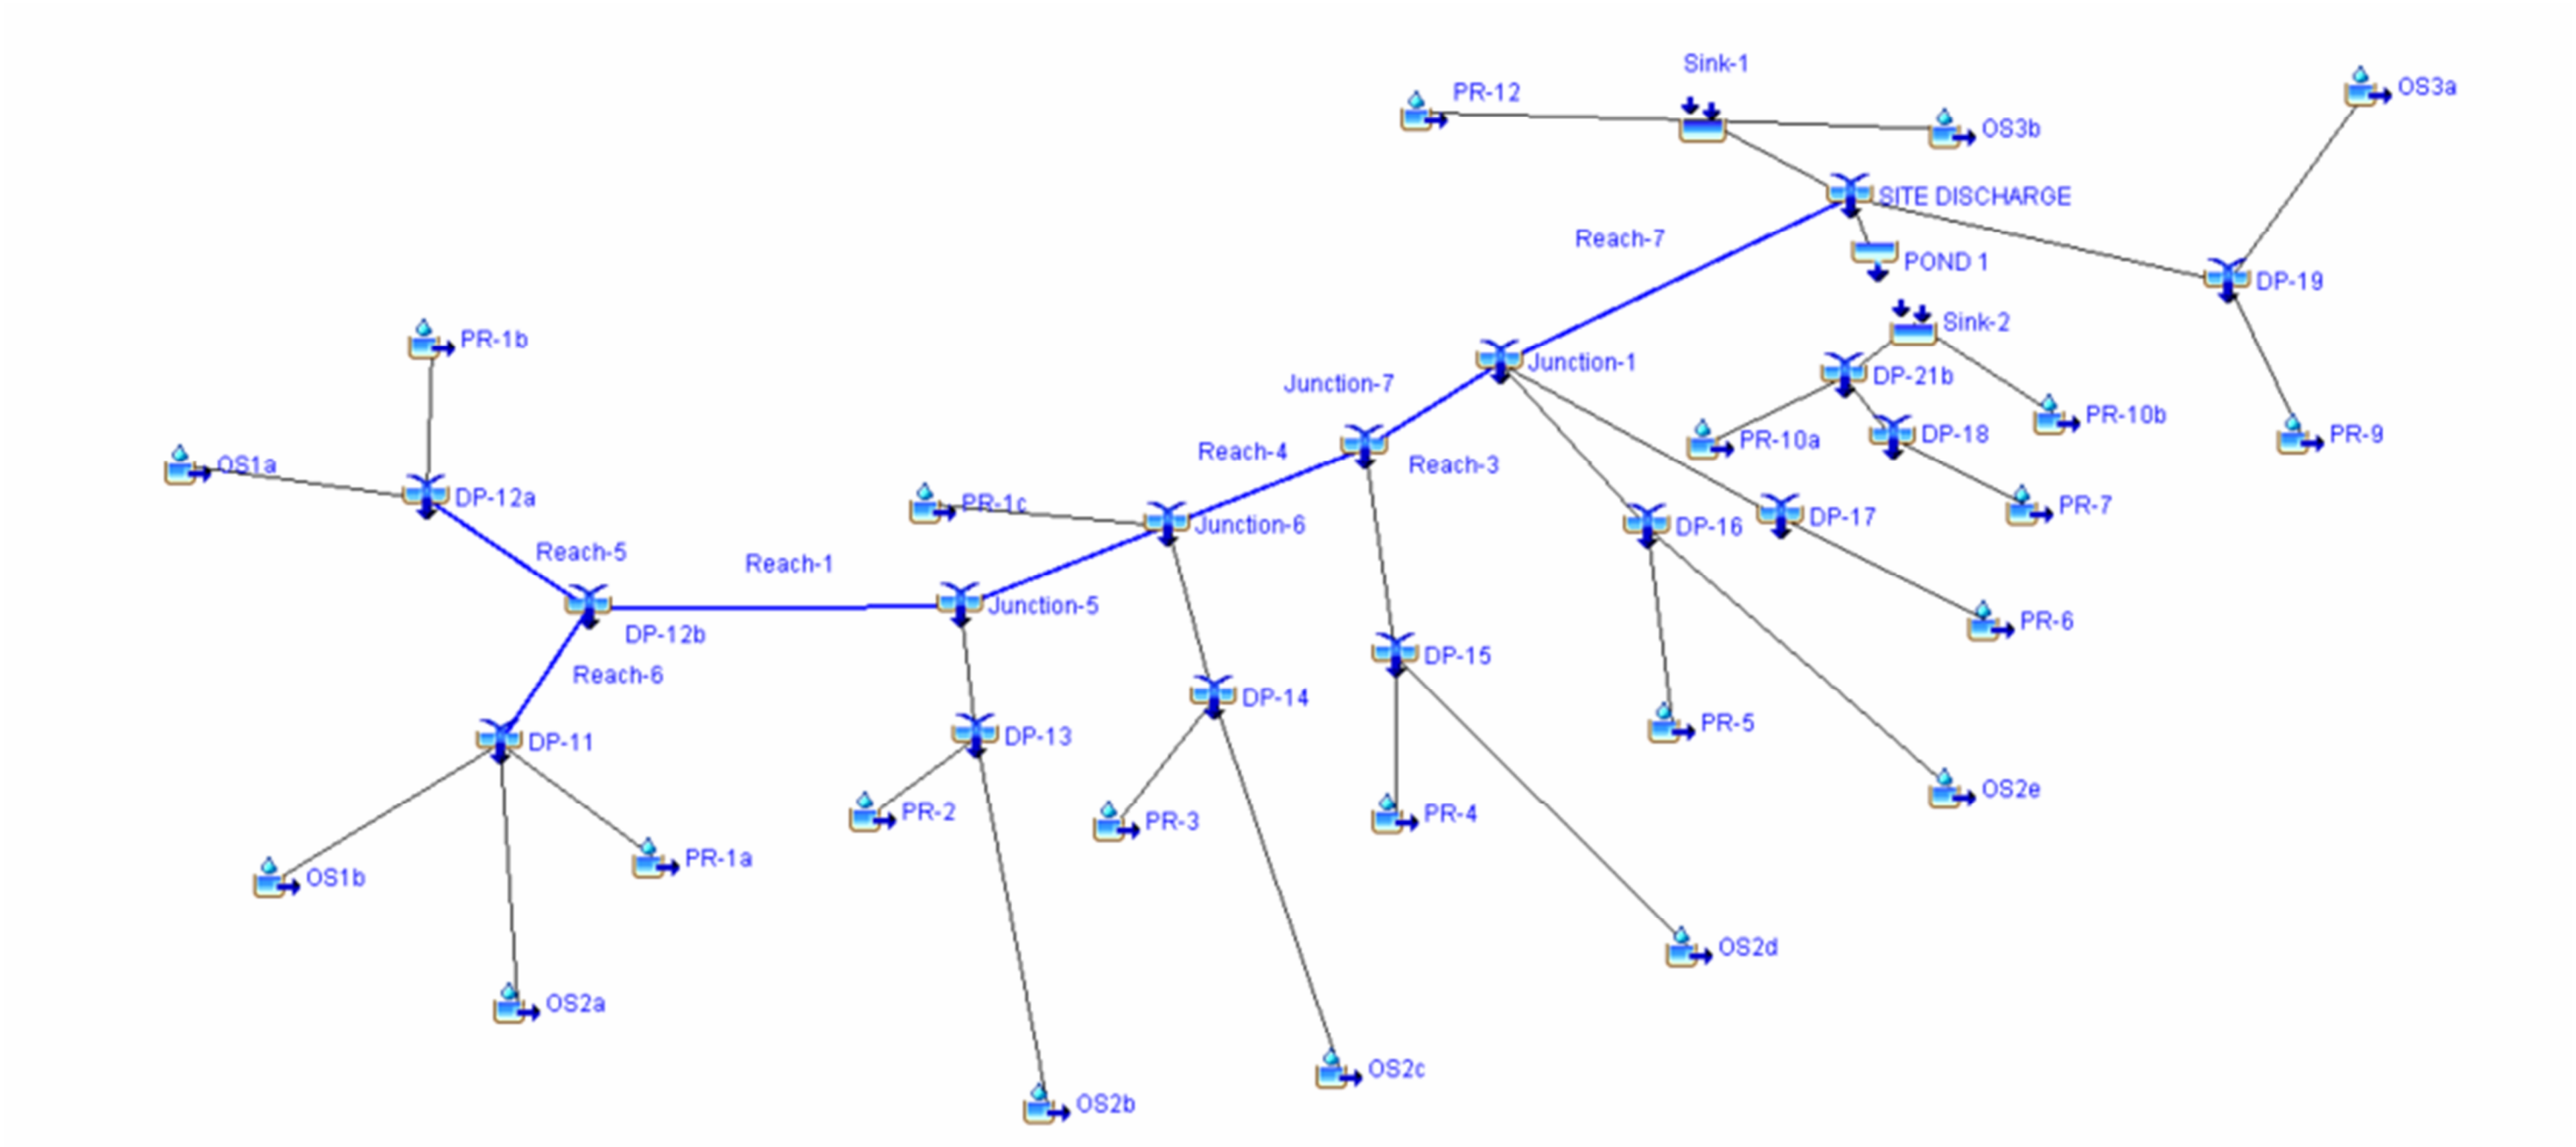 Sink-1
OS3a
PR-12
OS3b
SITE DISCHARGE
Reach-7
POND 1
DP-19
Sink-2
PR-1b
Junction-1
DP-21b
Junction-7
PR-10b
PR-10a
DP-18
PR-9
Reach-4
Reach-3
OS1a
DP-12a
PR-1c
PR-7
Junction-6
DP-16
DP-17
Reach-5
Reach-1
Junction-5
DP-12b
PR-6
DP-15
Reach-6
DP-14
DP-11
DP-13
PR-5
OS2e
PR-2
PR-3
PR-4
PR-1a
OS1b
OS2d
OS2a
OS2c
OS2b